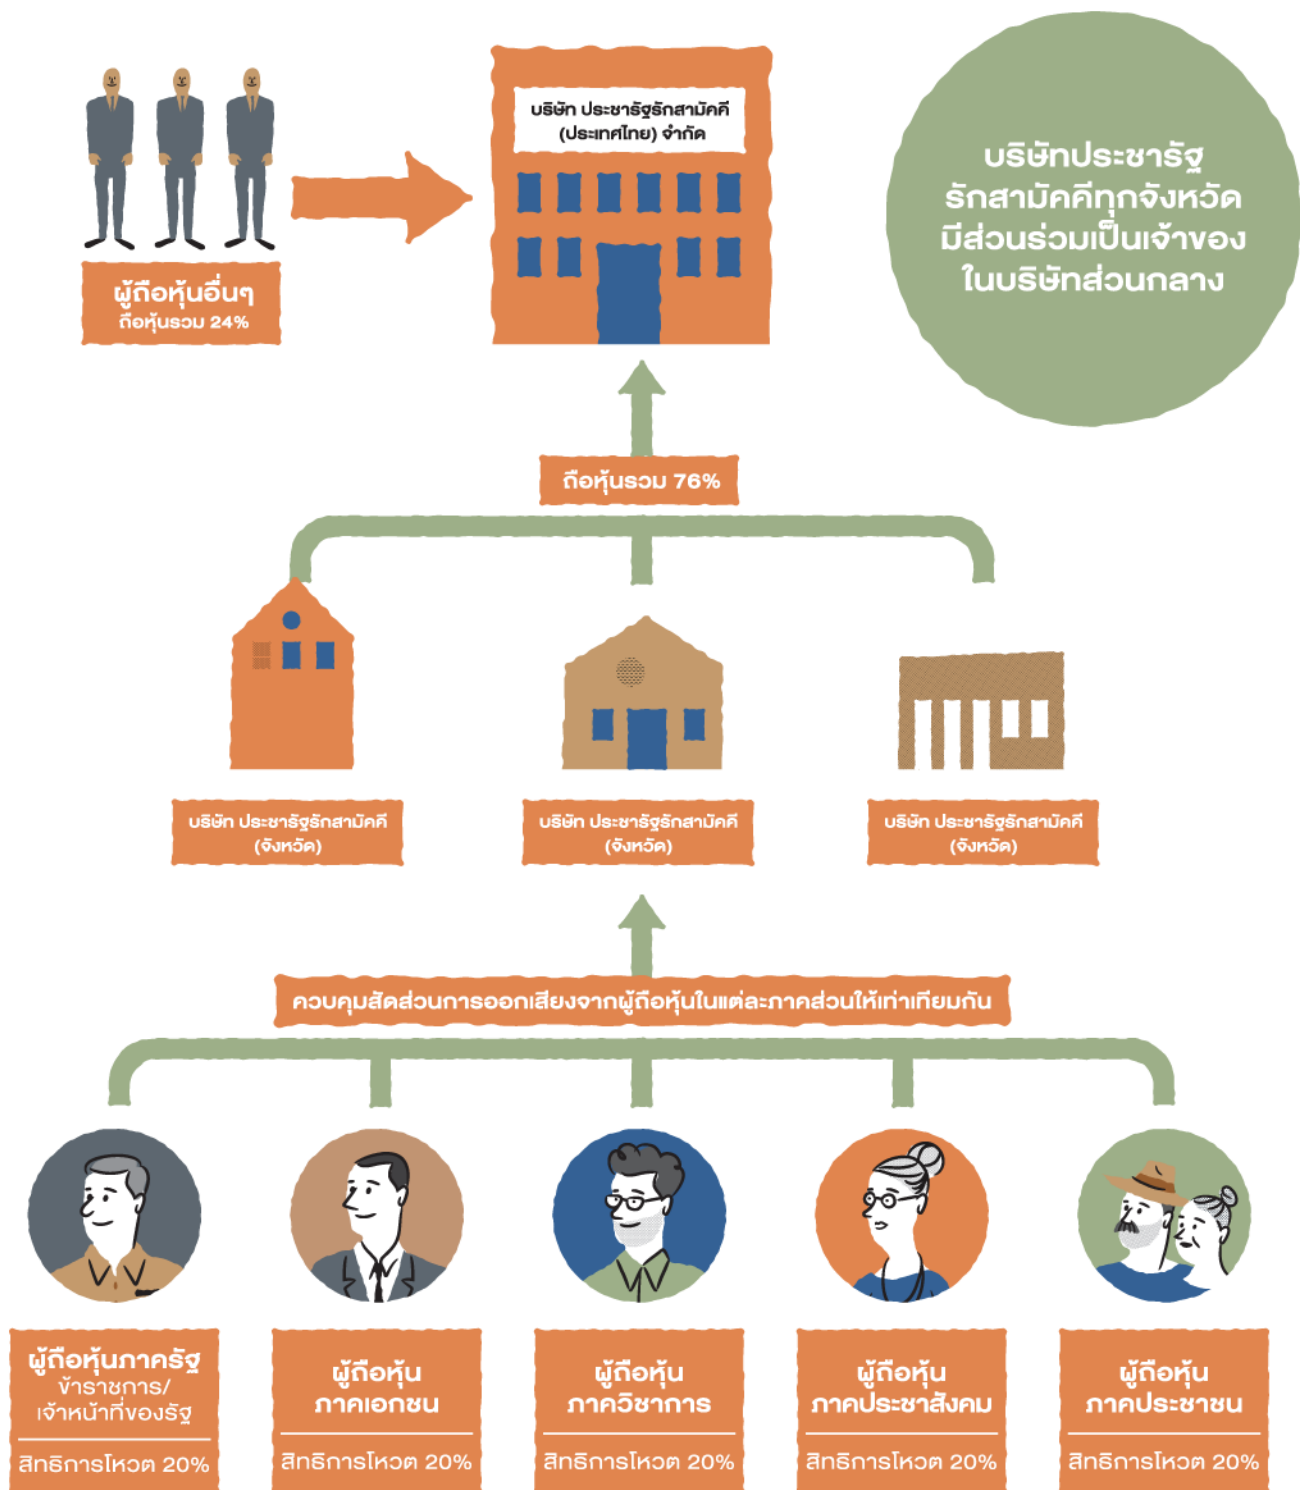 บริษัท ประชารัฐรักสามัคคี
(ประเทศไทย) จำกัด
บริษัทประชารัฐ
รักสามัคคีทุกจังหวัด
มีส่วนร่วมเป็นเจ้าของ
ในบริษัทส่วนกลาง
ผู้ถือหุ้นอื่นๆ
ถือหุ้นรวม 24%
ถือหุ้นรวม 76%
บริษัท ประชารัฐรักสามัคคี
(จังหวัด)
บริษัท ประชารัฐรักสามัคคี
(จังหวัด)
บริษัท ประชารัฐรักสามัคคี
(จังหวัด)
ควบคุมสัดส่วนการออกเสียงจากผู้ถือหุ้นในแต่ละภาคส่วนให้เท่าเทียมกัน
ผู้ถือหุ้นภาครัฐ
ข้าราชการ/
เจ้าหน้าที่ของรัฐ
สิทธิการโหวต 20%
ผู้ถือหุ้น
ภาคเอกชน
สิทธิการโหวต 20%
ผู้ถือหุ้น
ภาควิชาการ
สิทธิการโหวต 20%
ผู้ถือหุ้น
ภาคประชาสังคม
สิทธิการโหวต 20%
ผู้ถือหุ้น
ภาคประชาชน
สิทธิการโหวต 20%